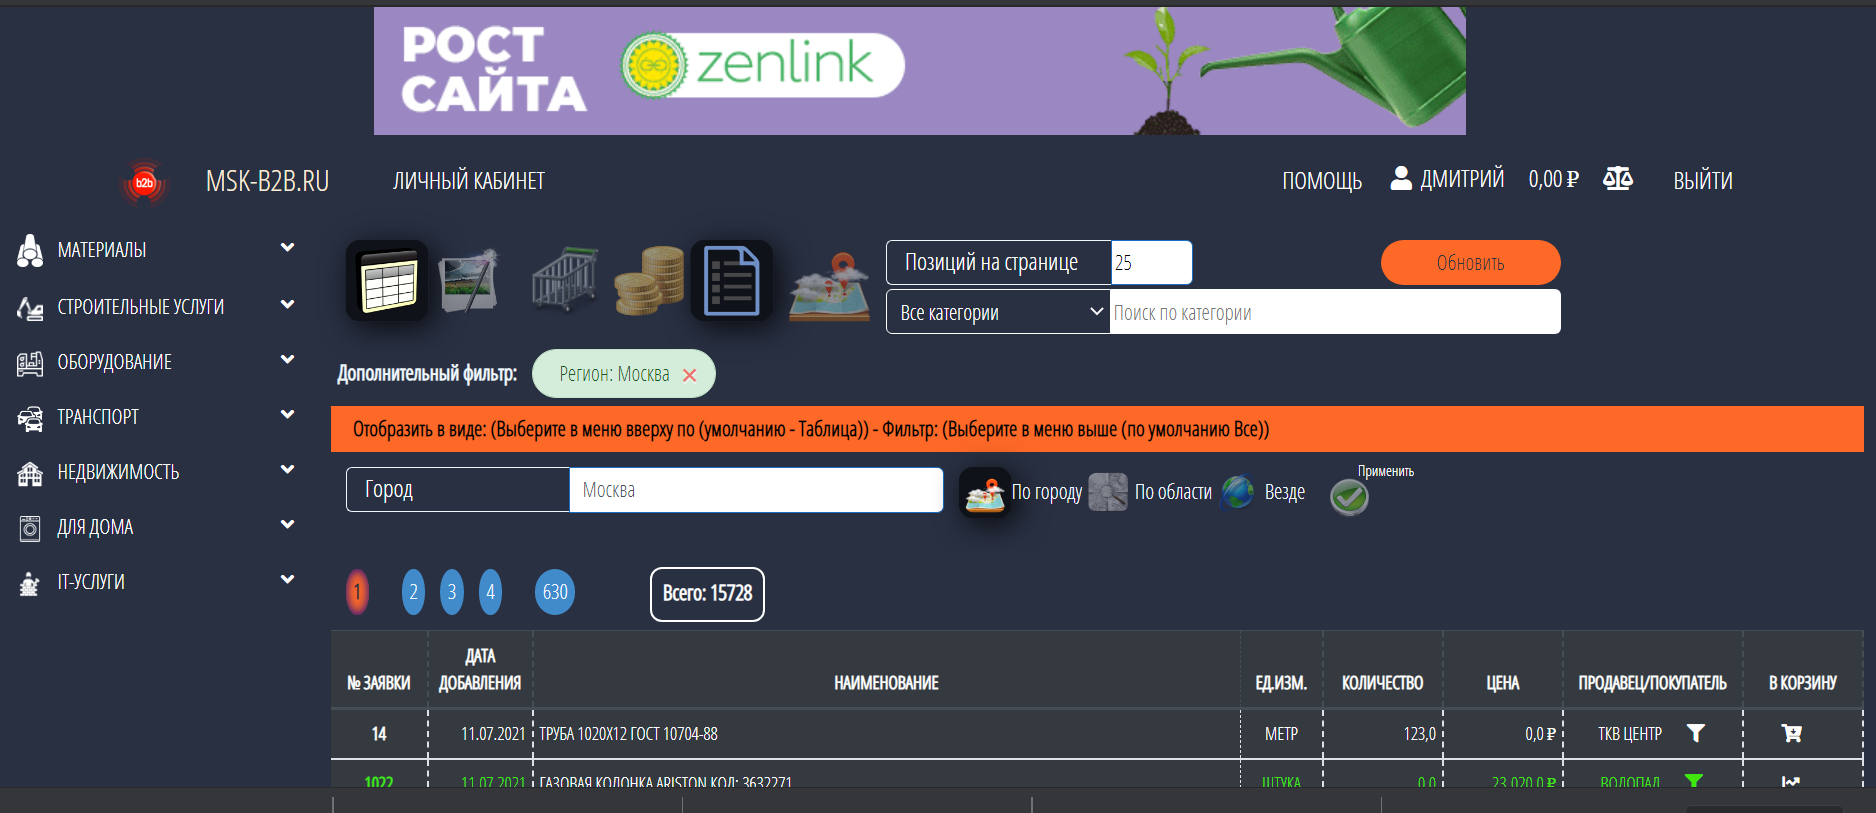 РОСТ
САЙТА
zenlink
b2b
MSK-B2B.RU
ЛИЧНЫЙ КАБИНЕТ
ПОМОЩЬ
ДМИТРИЙ
0,00 ₽
ВЫЙТИ
МАТЕРИАЛЫ
СТРОИТЕЛЬНЫЕ УСЛУГИ
ОБОРУДОВАНИЕ
ТРАНСПОРТ
НЕДВИЖИМОСТЬ
ДЛЯ ДОМА
IT-УСЛУГИ
Позиций на странице
25
Обновить
Все категории
Поиск по категории
Дополнительный фильтр:
Регион: Москва
Отобразить в виде: (Выберите в меню вверху по (умолчанию - Таблица)) - Фильтр: (Выберите в меню выше (по умолчанию Все))
Город
Москва
По городу
По области
Везде
Применить
1 2 3 4 630
Всего: 15728
№ ЗАЯВКИ
ДАТА
ДОБАВЛЕНИЯ
НАИМЕНОВАНИЕ
ЕД.ИЗМ.
КОЛИЧЕСТВО
ЦЕНА
ПРОДАВЕЦ/ПОКУПАТЕЛЬ
В КОРЗИНУ
14 11.07.2021 ТРУБА 1020Х12 ГОСТ 10704-88 МЕТР 123,0 0,0 ₽ ТКВ ЦЕНТР
1022 11.07.2021 ГАЗОВАЯ КОЛОНКА ARISTON КОД: 3632271 ШТУКА 0,0 23 020,0 ₽ ВОДОПАД